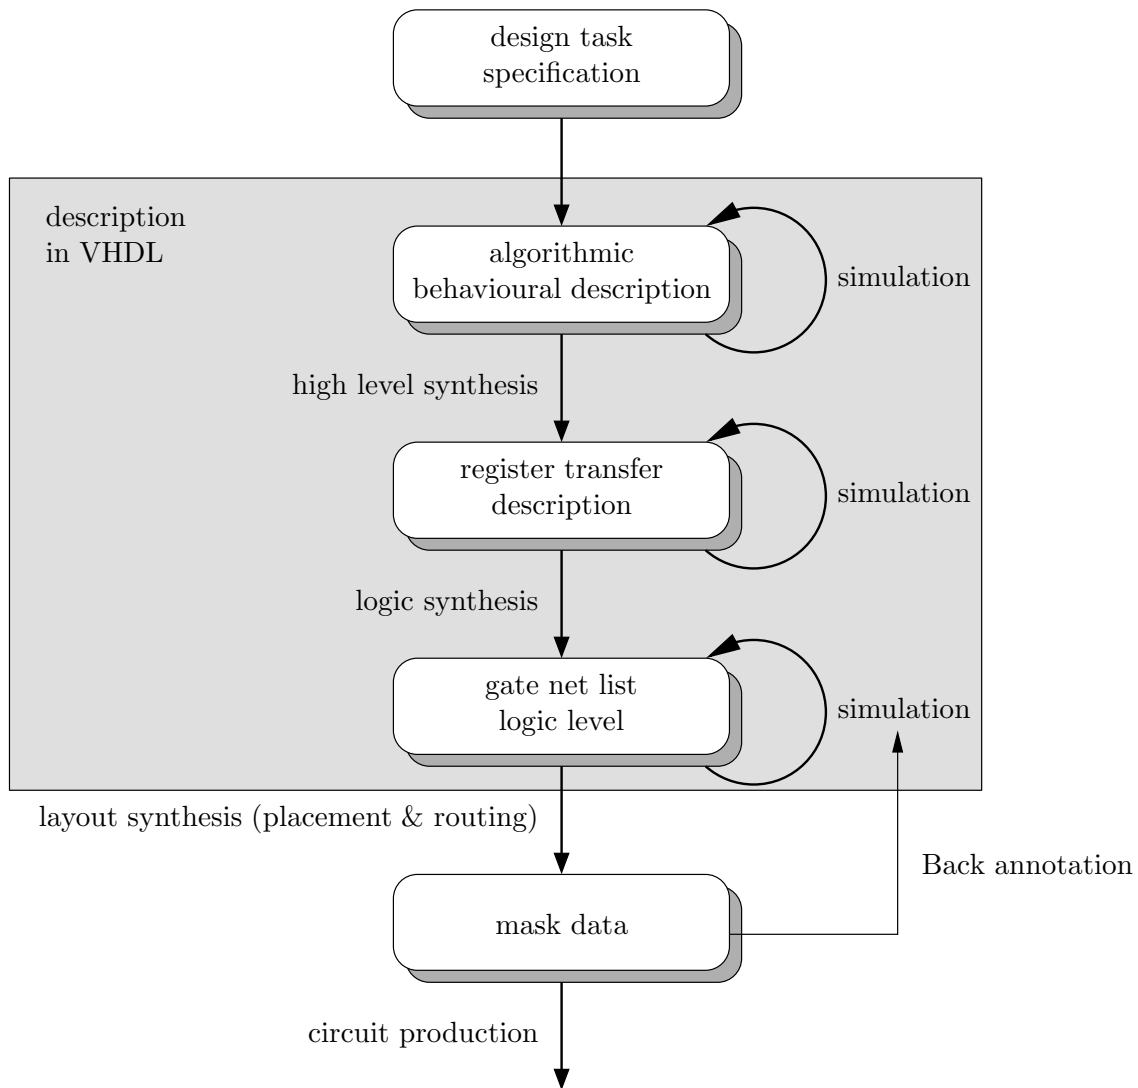 design task
specification
description
in VHDL
algorithmic
behavioural description
simulation
high level synthesis
register transfer
description
simulation
logic synthesis
gate net list
logic level
simulation
layout synthesis (placement & routing)
Back annotation
mask data
circuit production